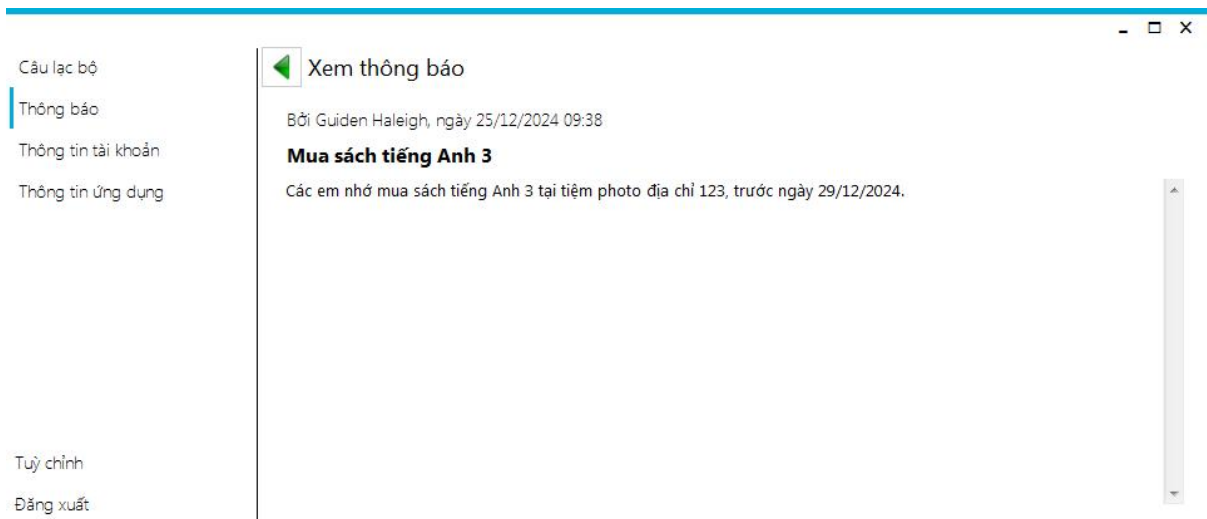 Câu lạc bộ
Thông báo
Thông tin tài khoản
Thông tin ứng dụng
Tuỳ chỉnh
Đăng xuất
Xem thông báo
Bởi Guiden Haleigh, ngày 25/12/2024 09:38
Mua sách tiếng Anh 3
Các em nhớ mua sách tiếng Anh 3 tại tiệm photo địa chỉ 123, trước ngày 29/12/2024.